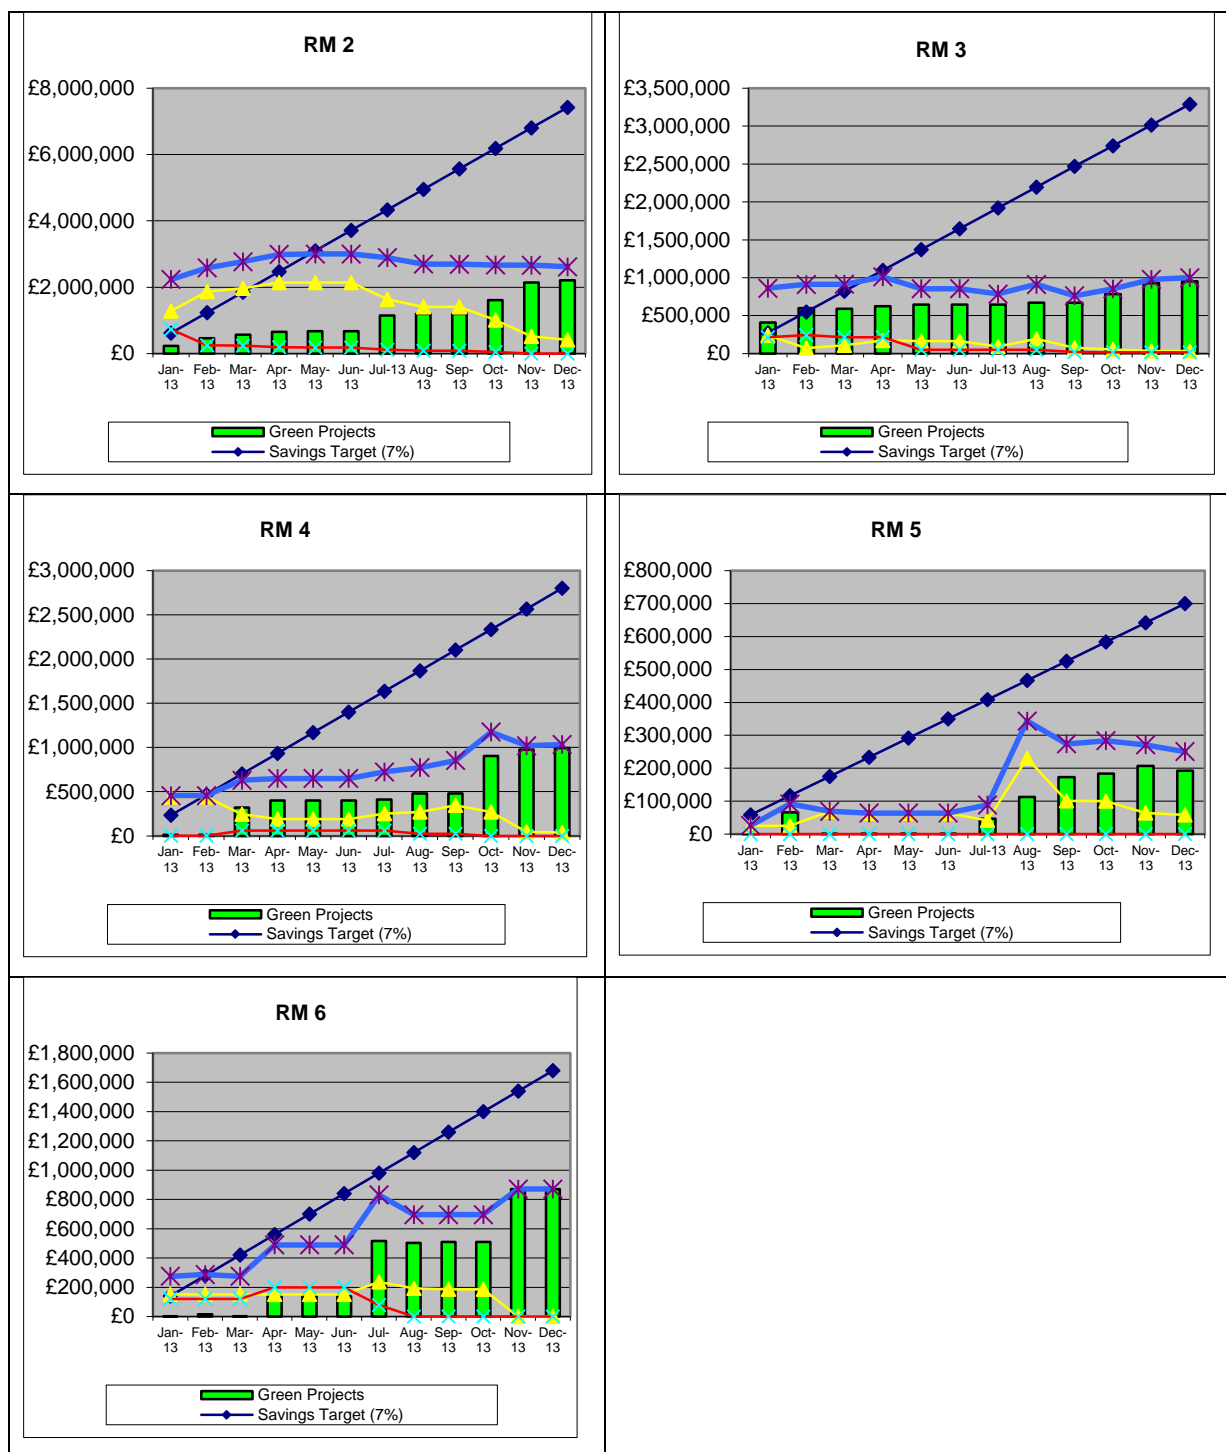 RM 2
£8,000,000
£6,000,000
£4,000,000
£2,000,000
£0
Jan- Feb- Mar- Apr- May- Jun- Jul-13 Aug- Sep- Oct- Nov- Dec-
13 13 13 13 13 13 13 13 13 13 13
Green Projects
Savings Target (7%)
RM 3
£3,500,000
£3,000,000
£2,500,000
£2,000,000
£1,500,000
£1,000,000
£500,000
£0
Jan- Feb- Mar- Apr- May- Jun- Jul-13 Aug- Sep- Oct- Nov- Dec-
13 13 13 13 13 13 13 13 13 13 13
Green Projects
Savings Target (7%)
RM 4
£3,000,000
£2,500,000
£2,000,000
£1,500,000
£1,000,000
£500,000
£0
Jan- Feb- Mar- Apr- May- Jun- Jul- Aug- Sep- Oct- Nov- Dec-
13 13 13 13 13 13 13 13 13 13 13 13
Green Projects
Savings Target (7%)
RM 5
£800,000
£700,000
£600,000
£500,000
£400,000
£300,000
£200,000
£100,000
£0
Jan- Feb- Mar- Apr- May- Jun- Jul-13 Aug- Sep- Oct- Nov- Dec-
13 13 13 13 13 13 13 13 13 13 13
Green Projects
Savings Target (7%)
RM 6
£1,800,000
£1,600,000
£1,400,000
£1,200,000
£1,000,000
£800,000
£600,000
£400,000
£200,000
£0
Jan- Feb- Mar- Apr- May- Jun- Jul- Aug- Sep- Oct- Nov- Dec-
13 13 13 13 13 13 13 13 13 13 13 13
Green Projects
Savings Target (7%)